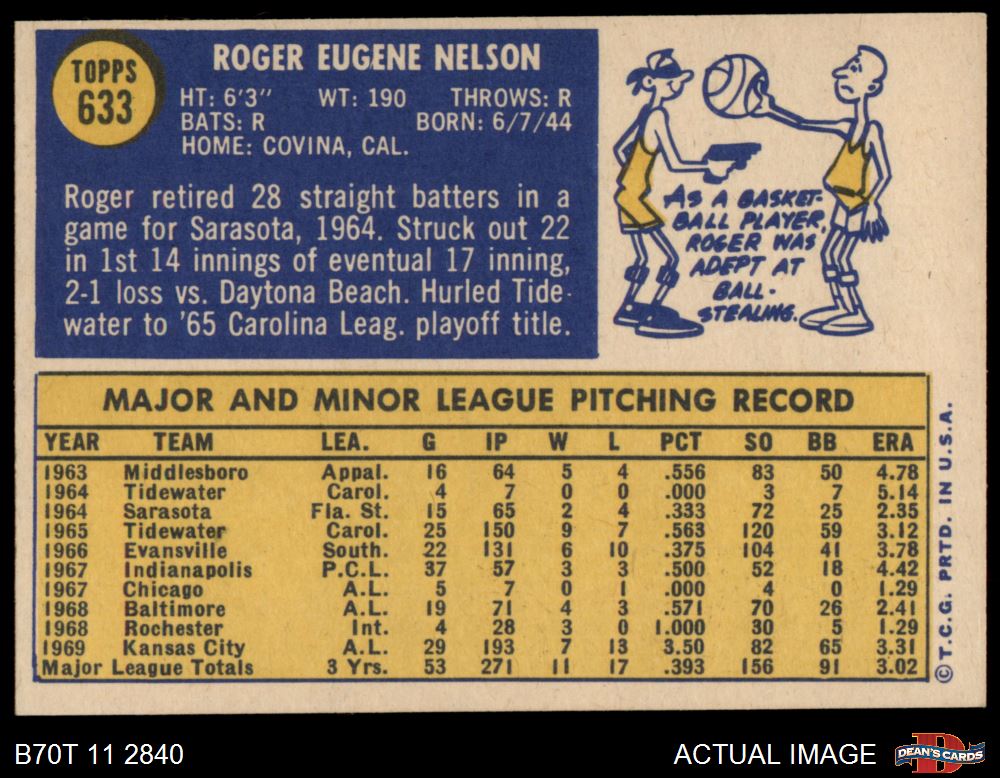 TOPPS
633
ROGER EUGENE NELSON
HT: 6'3" WT: 190 THROWS: R
BATS: R BORN: 6/7/44
HOME: COVINA, CAL.
Roger retired 28 straight batters in a
game for Sarasota, 1964. Struck out 22
in 1st 14 innings of eventual 17 inning,
2-1 loss vs. Daytona Beach. Hurled Tide-
water to '65 Carolina Leag. playoff title.
AS A BASKET-
BALL PLAYER,
ROGER WAS
ADEPT AT
BALL-
STEALING.
MAJOR AND MINOR LEAGUE PITCHING RECORD
YEAR TEAM LEA. G IP W L PCT SO BB ERA
1963 Middlesboro Appal. 16 64 5 4 .556 83 50 4.78
1964 Tidewater Carol. 4 7 0 0 .000 3 7 5.14
1964 Sarasota Fla. St. 15 65 2 4 .333 72 25 2.35
1965 Tidewater Carol. 25 150 9 7 .563 120 59 3.12
1966 Evansville South. 22 131 6 10 .375 104 41 3.78
1967 Indianapolis P.C.L. 37 57 3 3 .500 52 18 4.42
1967 Chicago A.L. 5 7 0 1 .000 4 0 1.29
1968 Baltimore A.L. 19 71 4 3 .571 70 26 2.41
1968 Rochester Int. 4 28 3 0 1.000 30 5 1.29
1969 Kansas City A.L. 29 193 7 13 3.50 82 65 3.31
Major League Totals 3 Yrs. 53 271 11 17 .393 156 91 3.02
© T.C.G. PRTD. IN U.S.A.
B70T 11 2840
ACTUAL IMAGE
DEAN'S CARDS